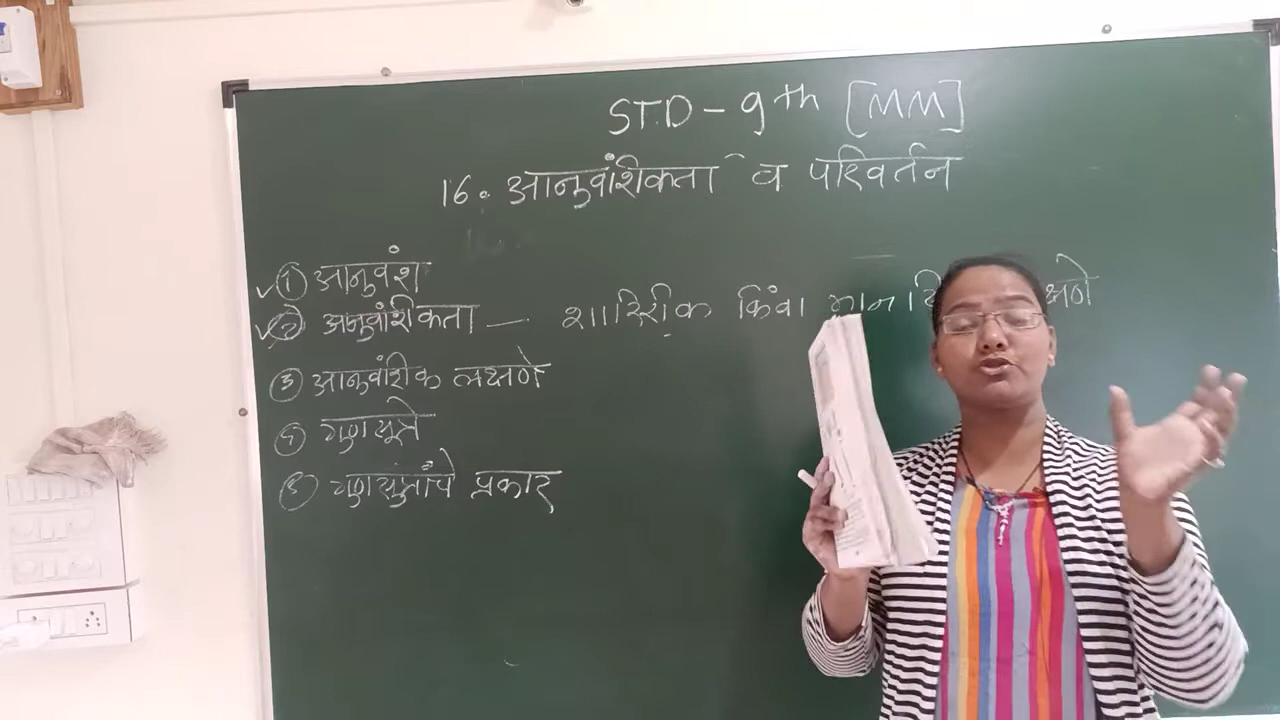 STD - 9th [MM]
16. आनुवांशिकता व परिवर्तन
① आनुवंश
② अनुवांशिकता — शारिरीक किंवा
③ आनुवांशीक लक्षणे
④ गुणसूत्रे
⑤ गुणसुत्रांचे प्रकार